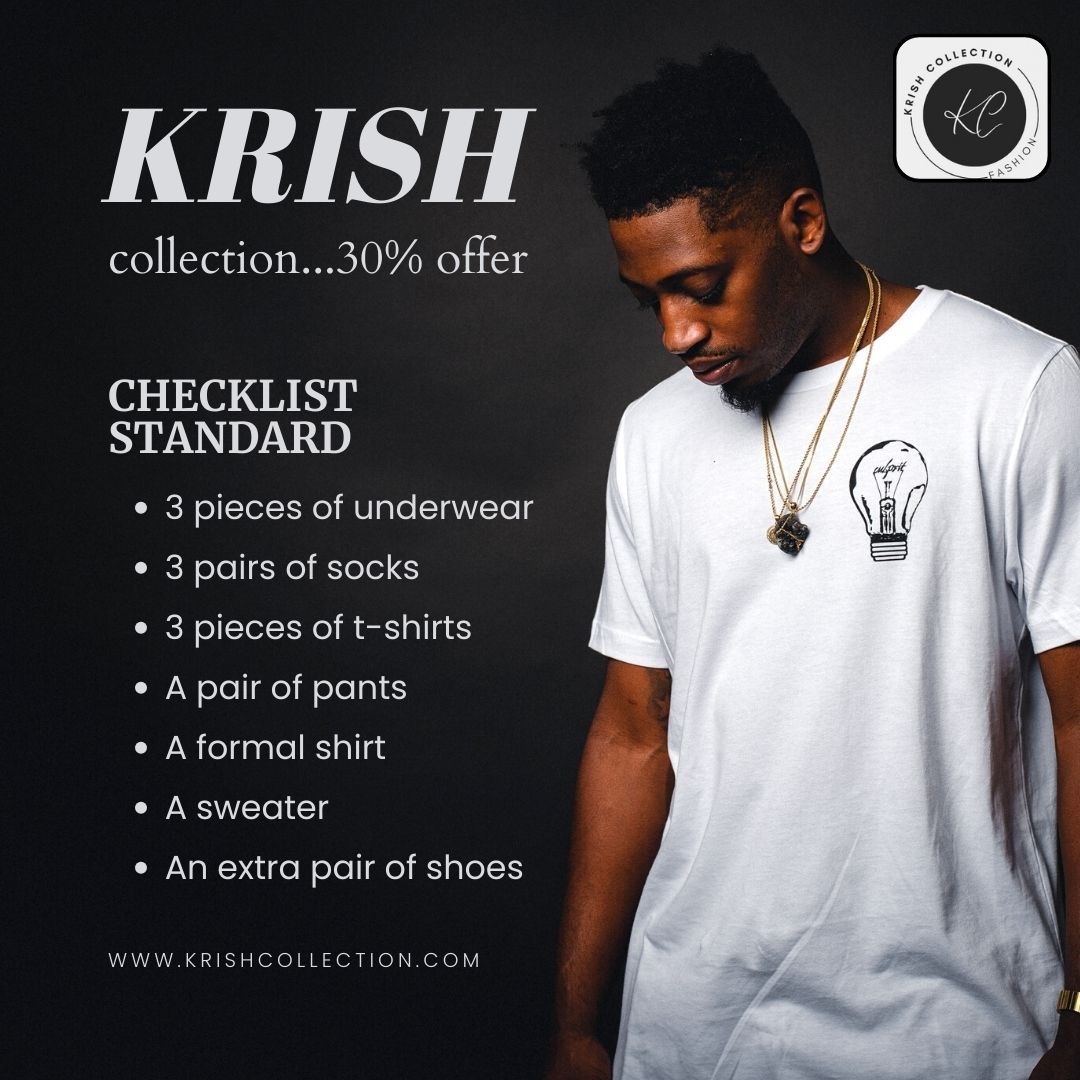 KRISH COLLECTION
KC
FASHION
KRISH
collection...30% offer
CHECKLIST
STANDARD
• 3 pieces of underwear
• 3 pairs of socks
• 3 pieces of t-shirts
• A pair of pants
• A formal shirt
• A sweater
• An extra pair of shoes
WWW.KRISHCOLLECTION.COM
culprit